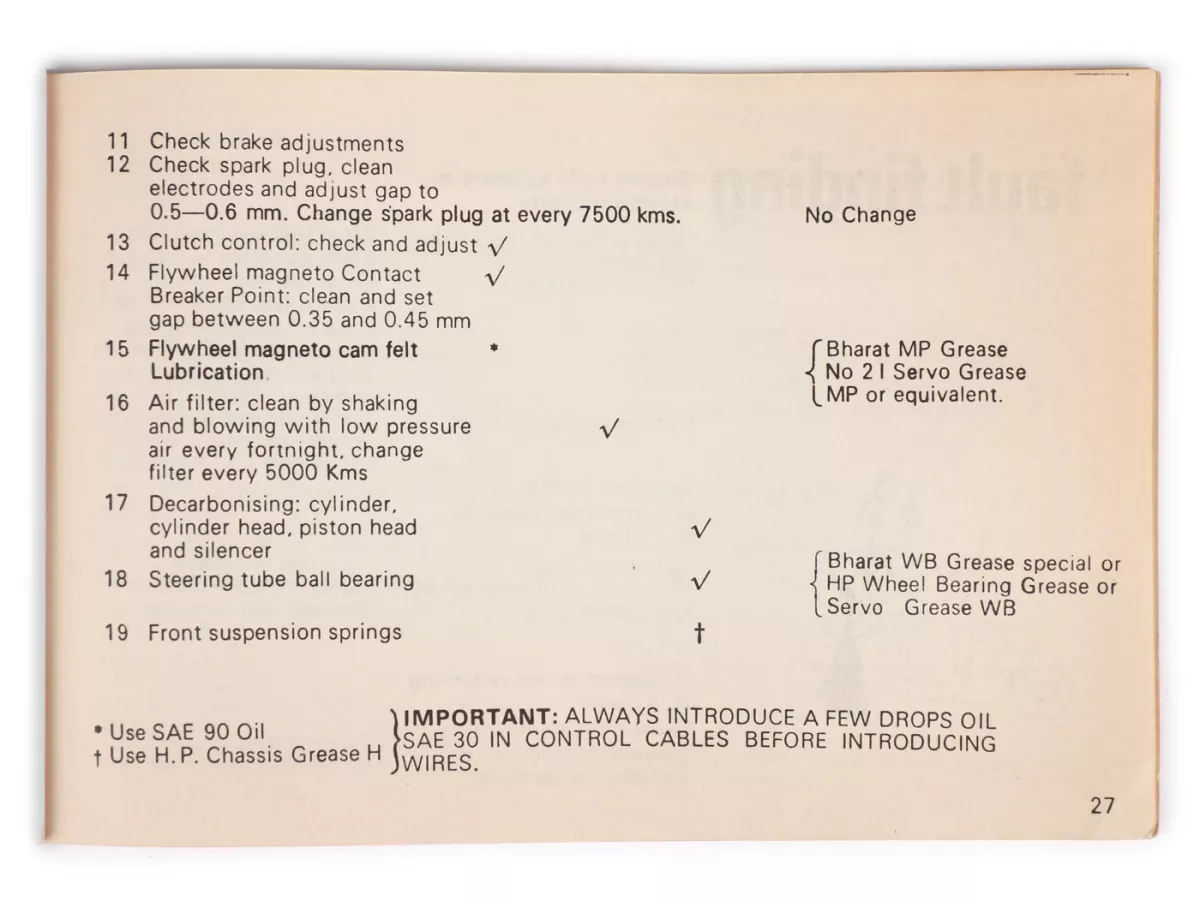 11 Check brake adjustments
12 Check spark plug, clean
electrodes and adjust gap to
0.5—0.6 mm. Change spark plug at every 7500 kms. No Change
13 Clutch control: check and adjust √
14 Flywheel magneto Contact √
Breaker Point: clean and set
gap between 0.35 and 0.45 mm
15 Flywheel magneto cam felt * Bharat MP Grease
Lubrication. No 2 I Servo Grease
MP or equivalent.
16 Air filter: clean by shaking
and blowing with low pressure √
air every fortnight, change
filter every 5000 Kms
17 Decarbonising: cylinder,
cylinder head, piston head √
and silencer
Bharat WB Grease special or
18 Steering tube ball bearing √ HP Wheel Bearing Grease or
Servo Grease WB
19 Front suspension springs †
* Use SAE 90 Oil
† Use H.P. Chassis Grease H
IMPORTANT: ALWAYS INTRODUCE A FEW DROPS OIL
SAE 30 IN CONTROL CABLES BEFORE INTRODUCING
WIRES.
27
fault finding